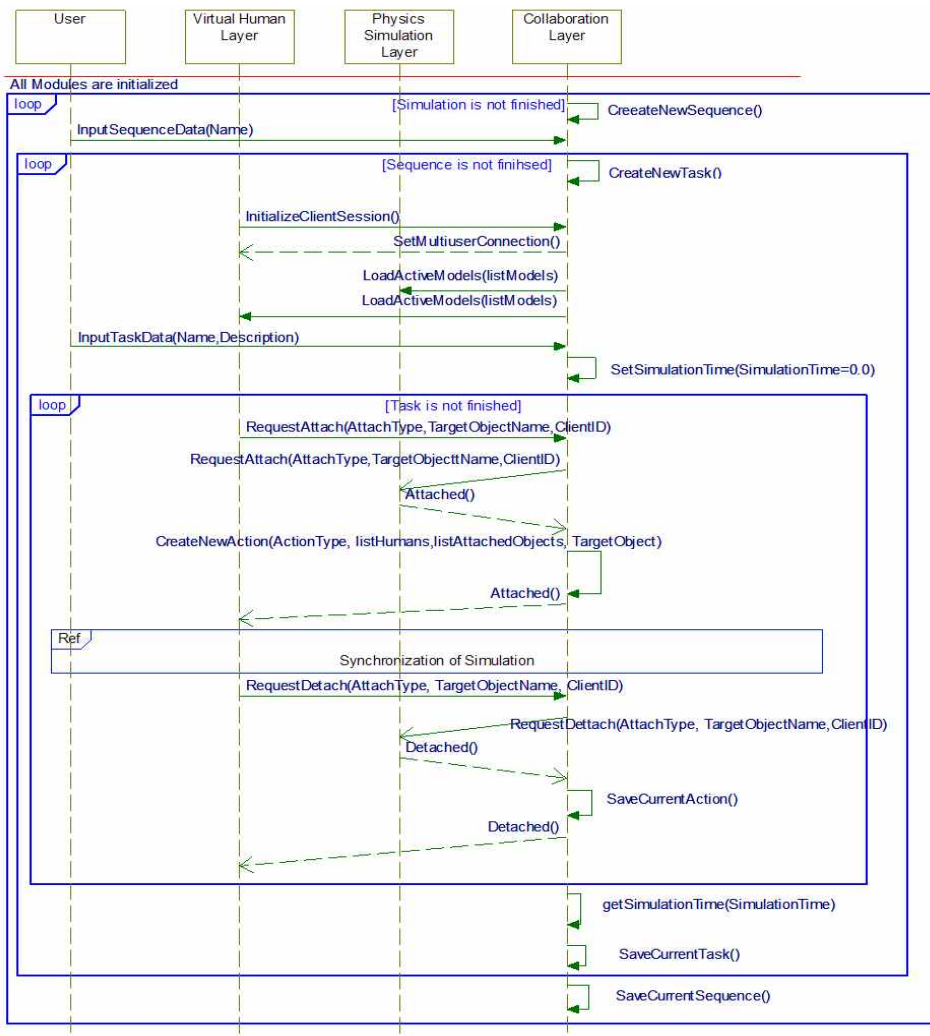 User
Virtual Human
Layer
Physics
Simulation
Layer
Collaboration
Layer
All Modules are initialized
loop
[Simulation is not finished]
CreeateNewSequence()
InputSequenceData(Name)
loop
[Sequence is not finihsed]
CreateNewTask()
InitializeClientSession()
SetMultiuserConnection()
LoadActiveModels(listModels)
LoadActiveModels(listModels)
InputTaskData(Name,Description)
SetSimulationTime(SimulationTime=0.0)
loop
[Task is not finished]
RequestAttach(AttachType,TargetObjectName,ClientID)
RequestAttach(AttachType,TargetObjecttName,ClientID)
Attached()
CreateNewAction(ActionType, listHumans,listAttachedObjects, TargetObject)
Attached()
Ref
Synchronization of Simulation
RequestDetach(AttachType, TargetObjectName, ClientID)
RequestDettach(AttachType, TargetObjectName,ClientID)
Detached()
SaveCurrentAction()
Detached()
getSimulationTime(SimulationTime)
SaveCurrentTask()
SaveCurrentSequence()